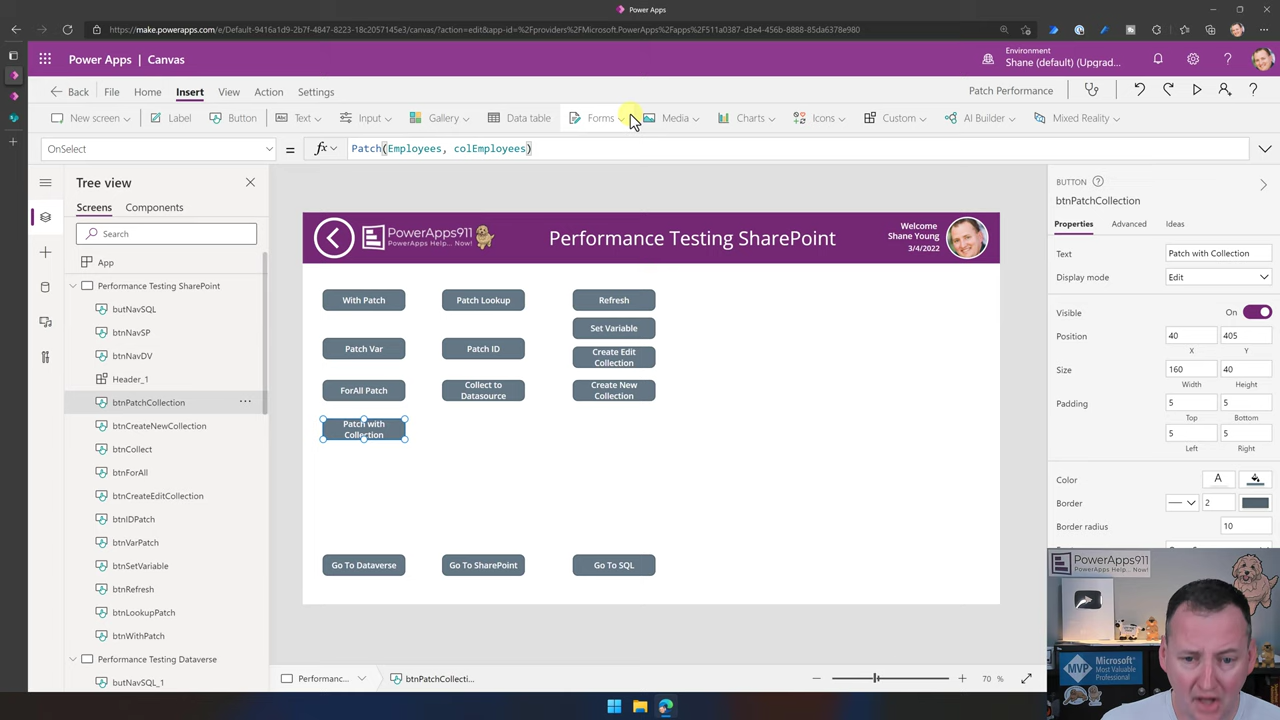 Power Apps
https://make.powerapps.com/e/Default-9416a1d9-2b7f-4847-8223-18c2057145e3/canvas/?action=edit&app-id=%2Fproviders%2FMicrosoft.PowerApps%2Fapps%2F511a0387-d3e4-456b-8888-85da6378e980
Power Apps | Canvas
Environment
Shane (default) (Upgrad...
Settings
Back File Home Insert View Action Settings
Patch Performance
New screen Label Button Text Input Gallery Data table Forms Media Charts Icons Custom AI Builder Mixed Reality
OnSelect = fx Patch(Employees, colEmployees)
Tree view
Screens Components
Search
App
Performance Testing SharePoint
butNavSQL
btnNavSP
btnNavDV
Header_1
btnPatchCollection ...
btnCreateNewCollection
btnCollect
btnForAll
btnCreateEditCollection
btnIDPatch
btnVarPatch
btnSetVariable
btnRefresh
btnLookupPatch
btnWithPatch
Performance Testing Dataverse
butNavSQL_1
PowerApps911
PowerApps Help... Now!
Performance Testing SharePoint
Welcome
Shane Young
3/4/2022
With Patch Patch Lookup Refresh
Set Variable
Patch Var Patch ID
Create Edit
Collection
ForAll Patch
Collect to
Datasource
Create New
Collection
Patch with
Collection
Go To Dataverse Go To SharePoint Go To SQL
Performanc...
btnPatchCollecti...
70 %
BUTTON
btnPatchCollection
Properties Advanced Ideas
Text Patch with Collection
Display mode Edit
Visible On
Position 40 405
X Y
Size 160 40
Width Height
Padding 5 5
Top Bottom
5 5
Left Right
Color A
Border 2
Border radius 10
PowerApps911
PowerApps Help... Now!
MVP Microsoft
Most Valuable
Professional